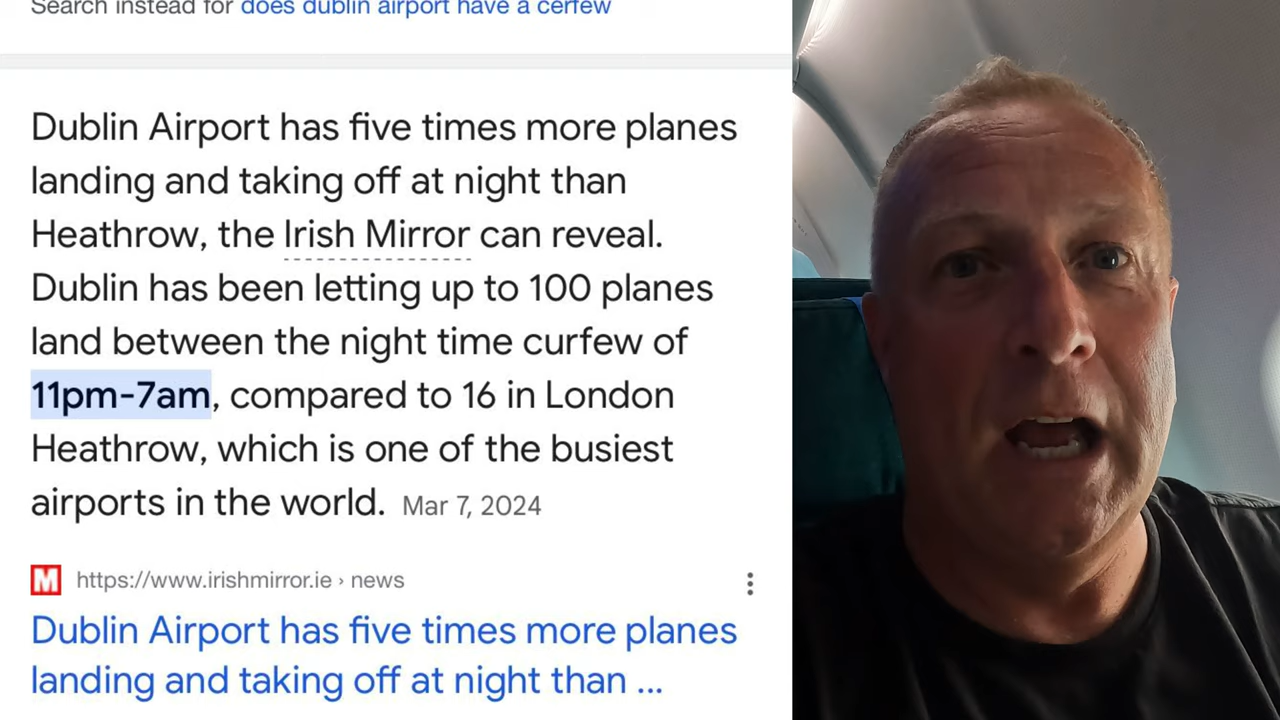 Search instead for does dublin airport have a cerfew
Dublin Airport has five times more planes
landing and taking off at night than
Heathrow, the Irish Mirror can reveal.
Dublin has been letting up to 100 planes
land between the night time curfew of
11pm-7am, compared to 16 in London
Heathrow, which is one of the busiest
airports in the world. Mar 7, 2024
M https://www.irishmirror.ie › news
Dublin Airport has five times more planes
landing and taking off at night than ...